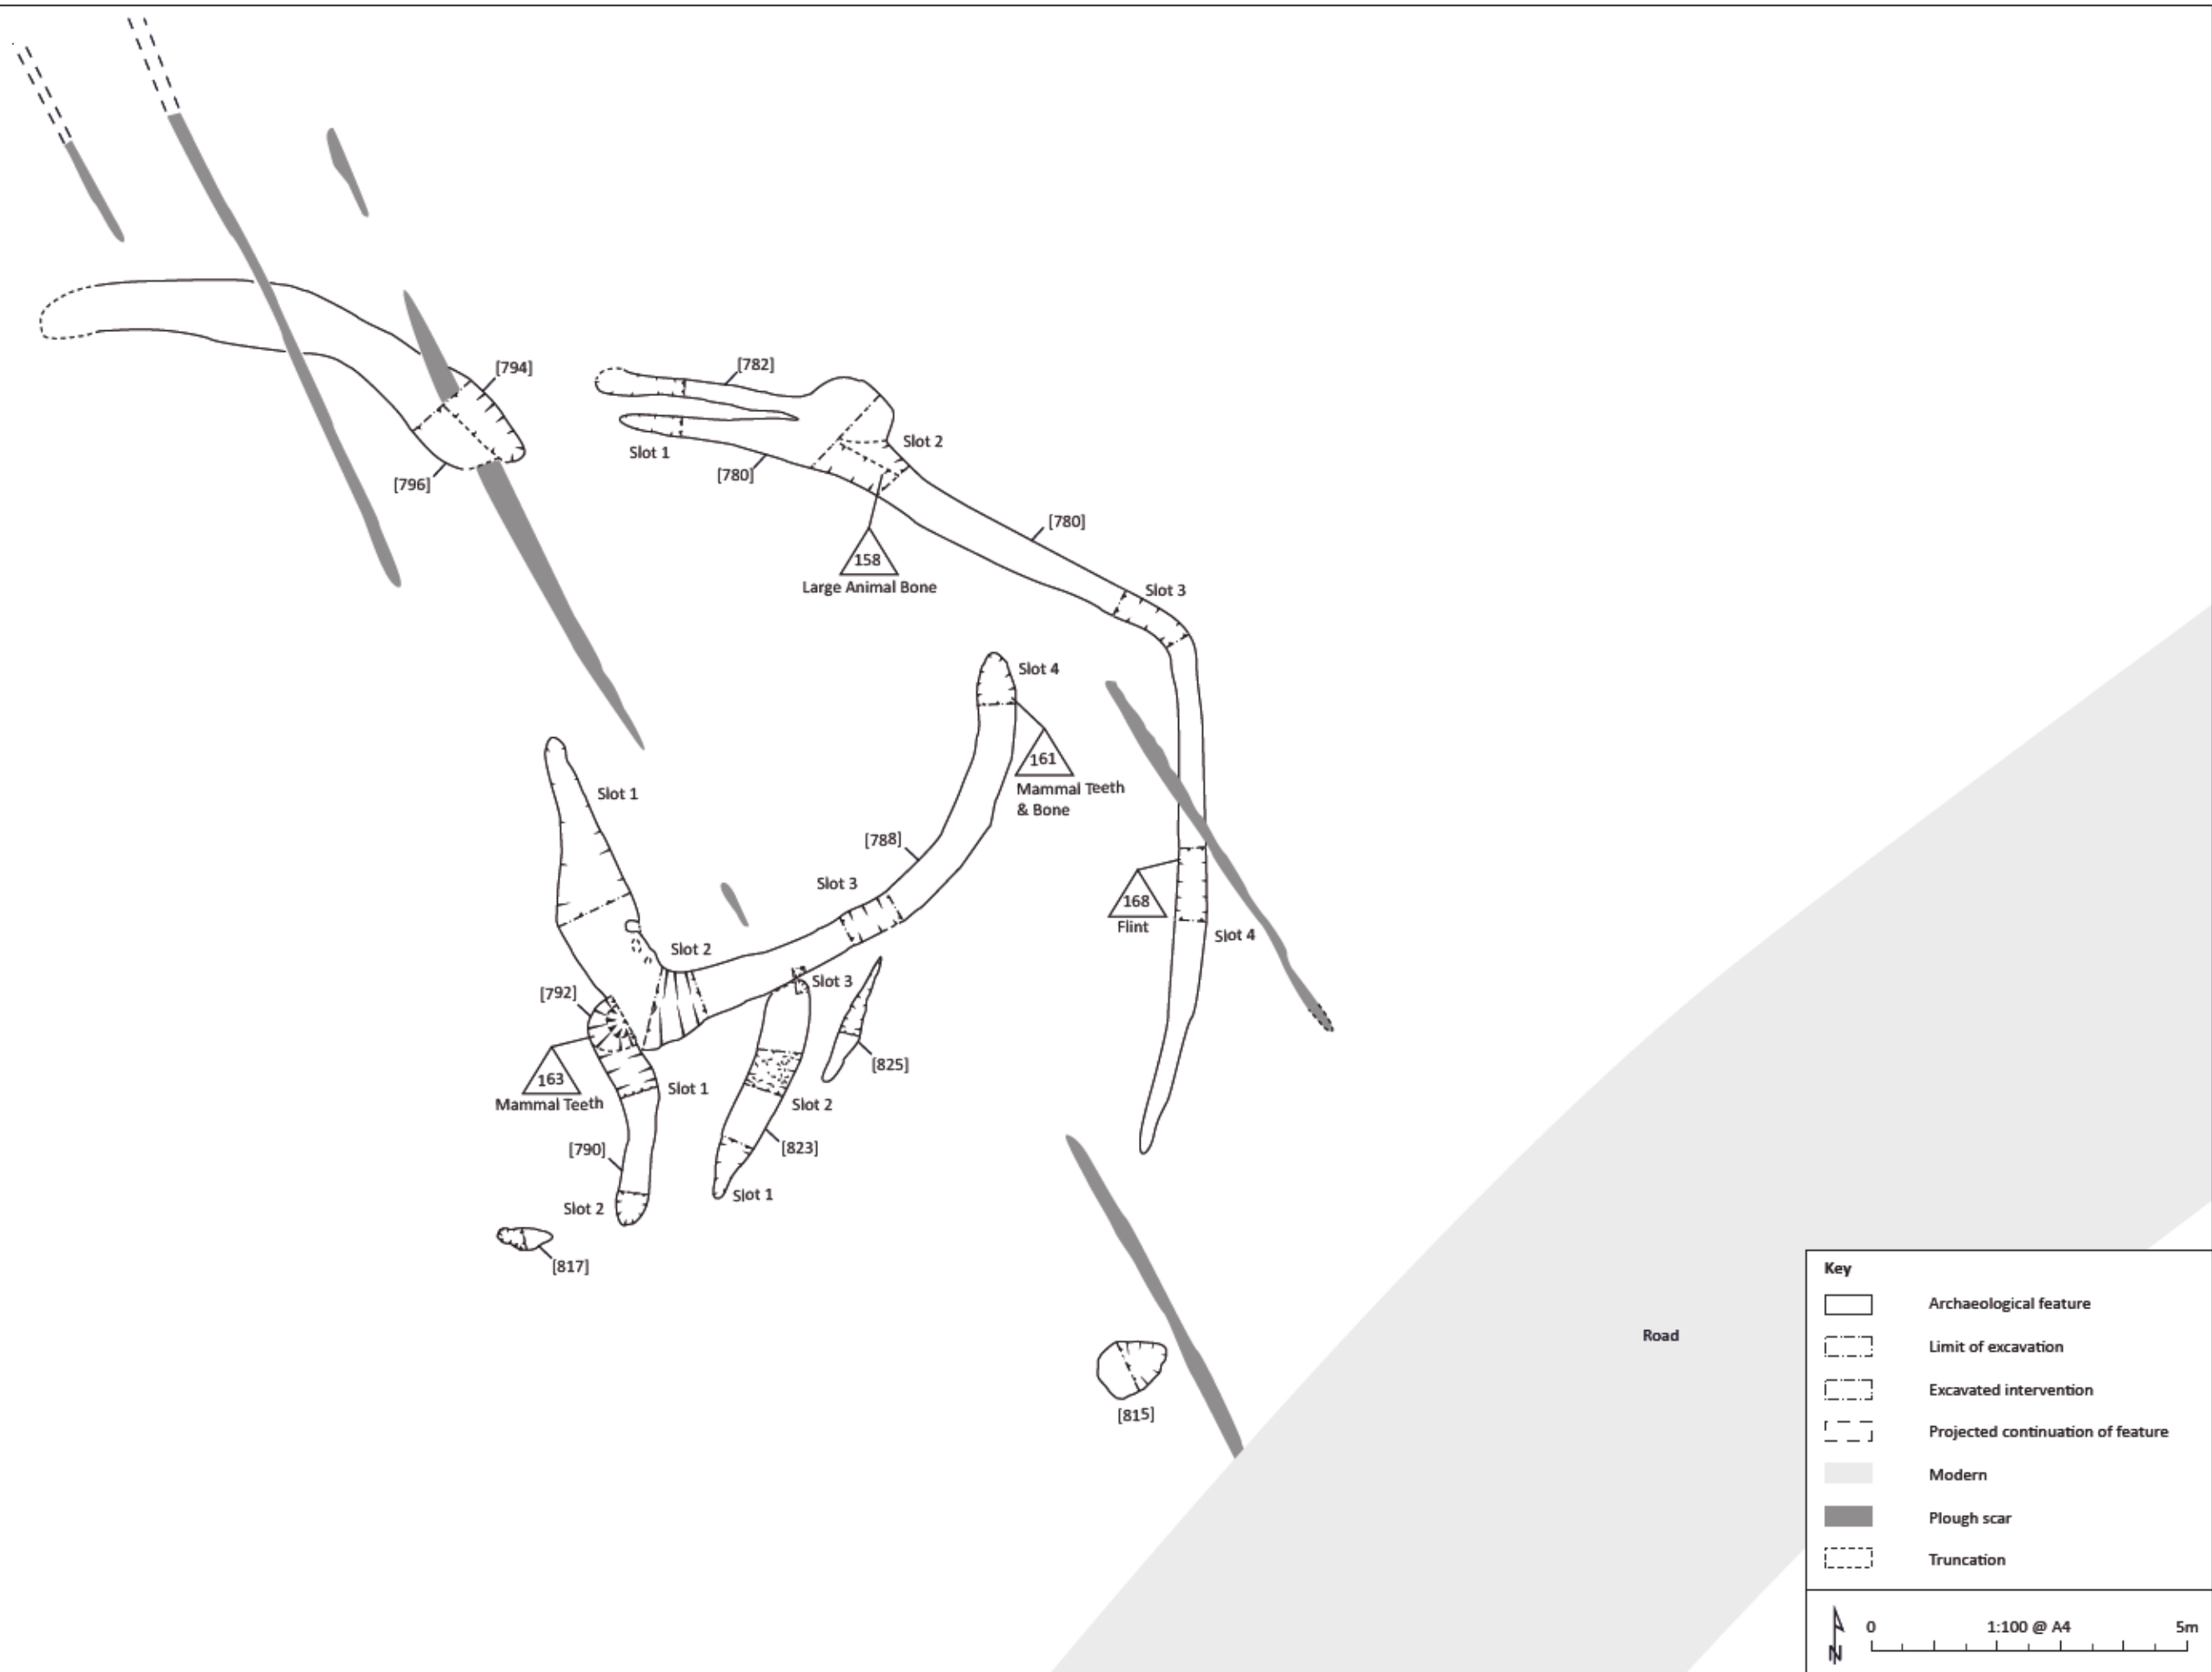 [794]
[782]
Slot 2
Slot 1
[780]
[796]
[780]
158
Large Animal Bone
Slot 3
Slot 4
161
Mammal Teeth
& Bone
Slot 1
[788]
Slot 3
168
Flint
Slot 4
Slot 2
Slot 3
[792]
[825]
163
Mammal Teeth
Slot 1
Slot 2
[790]
[823]
Slot 1
Slot 2
[817]
[815]
Road
Key
Archaeological feature
Limit of excavation
Excavated intervention
Projected continuation of feature
Modern
Plough scar
Truncation
N
0 1:100 @ A4 5m